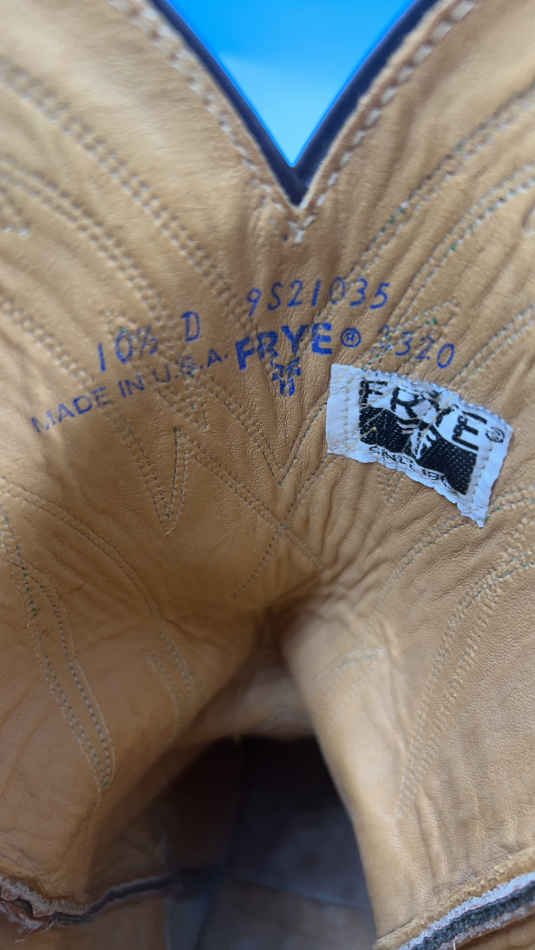 10½ D 9S21035
MADE IN U.S.A. FRYE® 3320
FRYE®